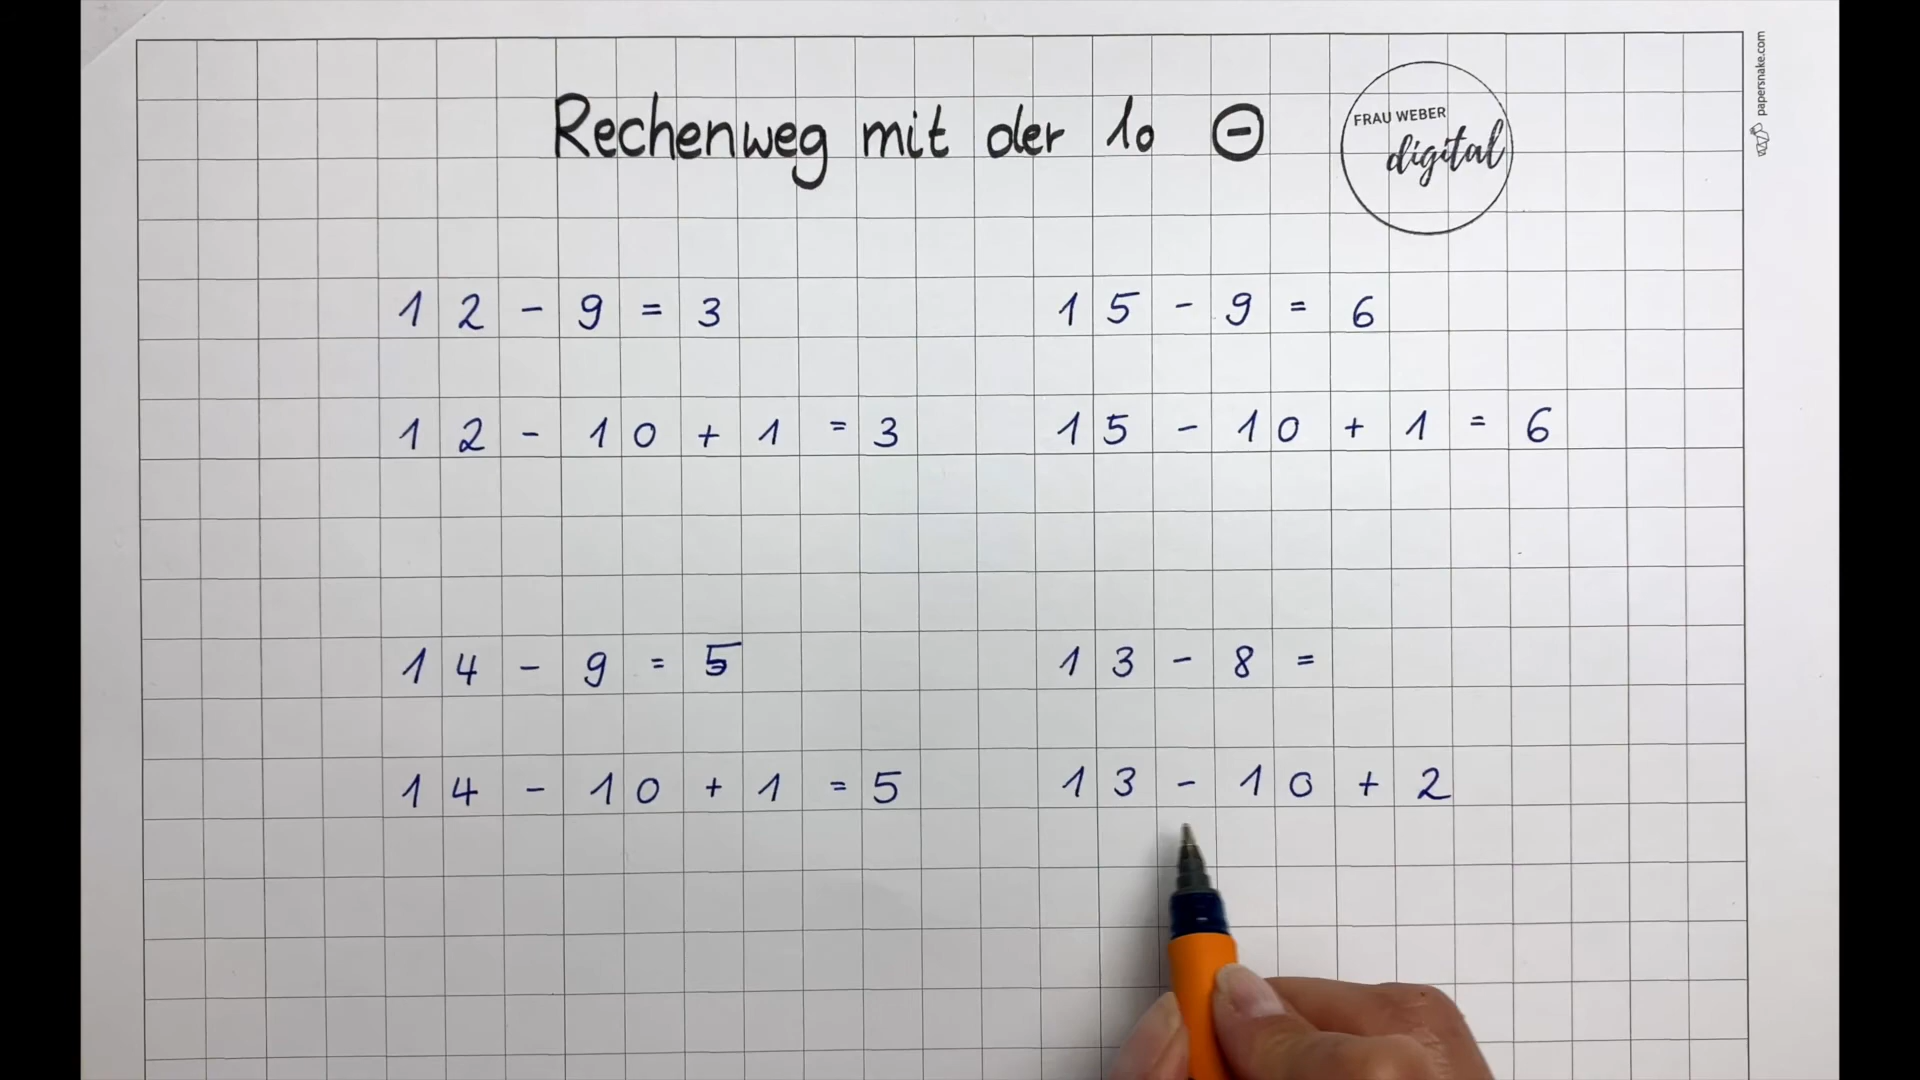 Rechenweg mit der 10 ⊖
FRAU WEBER
digital
papersnake.com
12 - 9 = 3
12 - 10 + 1 = 3
15 - 9 = 6
15 - 10 + 1 = 6
14 - 9 = 5
14 - 10 + 1 = 5
13 - 8 =
13 - 10 + 2